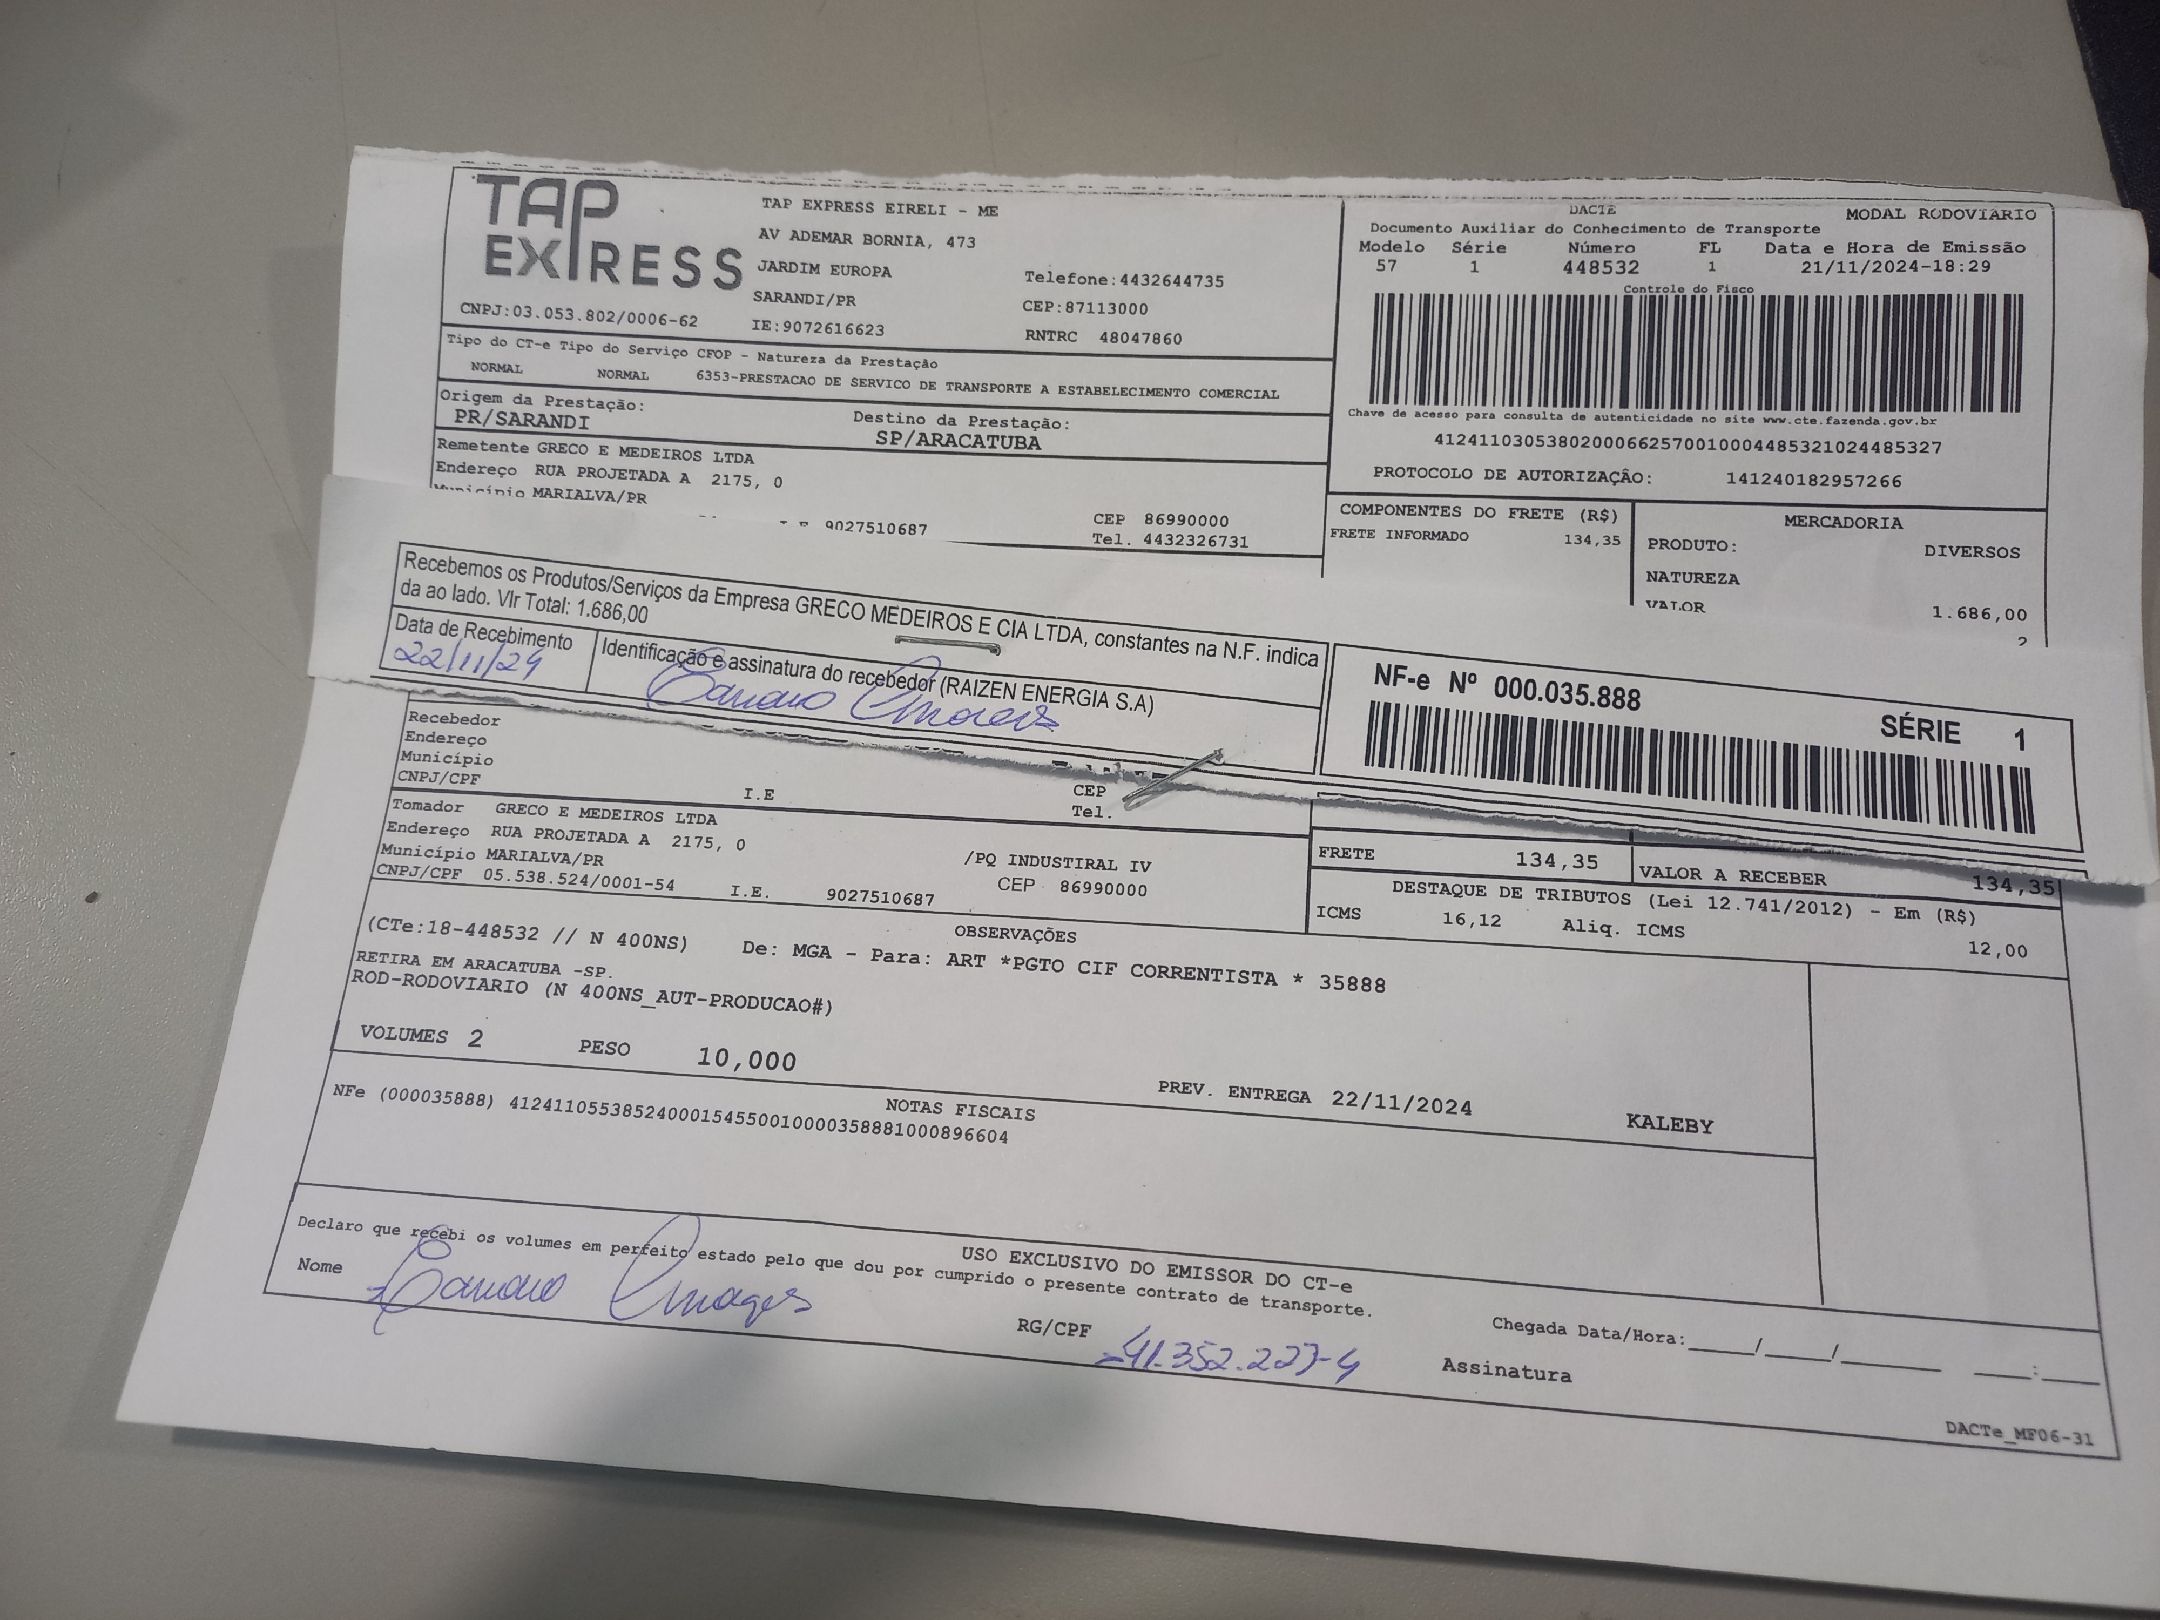 TAP EXPRESS
TAP EXPRESS EIRELI - ME
AV ADEMAR BORNIA, 473
JARDIM EUROPA
SARANDI/PR
IE:9072616623
Telefone:4432644735
CEP:87113000
RNTRC 48047860
CNPJ:03.053.802/0006-62
DACTE
MODAL RODOVIÁRIO
Documento Auxiliar do Conhecimento de Transporte
Modelo Série Número FL Data e Hora de Emissão
57 1 448532 1 21/11/2024-18:29
Controle do Fisco
Chave de acesso para consulta de autenticidade no site www.cte.fazenda.gov.br
41241103053802000662570010004485321024485327
PROTOCOLO DE AUTORIZAÇÃO: 141240182957266
Tipo do CT-e Tipo do Serviço CFOP - Natureza da Prestação
NORMAL NORMAL 6353-PRESTACAO DE SERVICO DE TRANSPORTE A ESTABELECIMENTO COMERCIAL
Origem da Prestação: Destino da Prestação:
PR/SARANDI SP/ARACATUBA
Remetente GRECO E MEDEIROS LTDA
Endereço RUA PROJETADA A 2175, 0
Município MARIALVA/PR
9027510687
CEP 86990000
Tel. 4432326731
COMPONENTES DO FRETE (R$)
FRETE INFORMADO 134,35
MERCADORIA
PRODUTO: DIVERSOS
NATUREZA
VALOR 1.686,00
2
Recebemos os Produtos/Serviços da Empresa GRECO MEDEIROS E CIA LTDA, constantes na N.F. indica
da ao lado. Vlr Total: 1.686,00
Data de Recebimento Identificação e assinatura do recebedor (RAIZEN ENERGIA S.A)
22/11/24
NF-e Nº 000.035.888
SÉRIE 1
Recebedor
Endereço
Município
CNPJ/CPF I.E
CEP
Tel.
Tomador GRECO E MEDEIROS LTDA
Endereço RUA PROJETADA A 2175, 0 /PQ INDUSTIRAL IV
Município MARIALVA/PR CEP 86990000
CNPJ/CPF 05.538.524/0001-54 I.E. 9027510687
FRETE 134,35 VALOR A RECEBER 134,35
DESTAQUE DE TRIBUTOS (Lei 12.741/2012) - Em (R$)
ICMS 16,12 Aliq. ICMS 12,00
OBSERVAÇÕES
(CTe:18-448532 // N 400NS) De: MGA - Para: ART *PGTO CIF CORRENTISTA * 35888
RETIRA EM ARACATUBA -SP.
ROD-RODOVIARIO (N 400NS_AUT-PRODUCAO#)
VOLUMES 2 PESO 10,000 PREV. ENTREGA 22/11/2024 KALEBY
NOTAS FISCAIS
NFe (000035888) 41241105538524000154550010000358881000896604
USO EXCLUSIVO DO EMISSOR DO CT-e
Declaro que recebi os volumes em perfeito estado pelo que dou por cumprido o presente contrato de transporte.
Nome
RG/CPF 41.352.223-4
Chegada Data/Hora:____/____/______ ___:___
Assinatura
DACTe_MF06-31